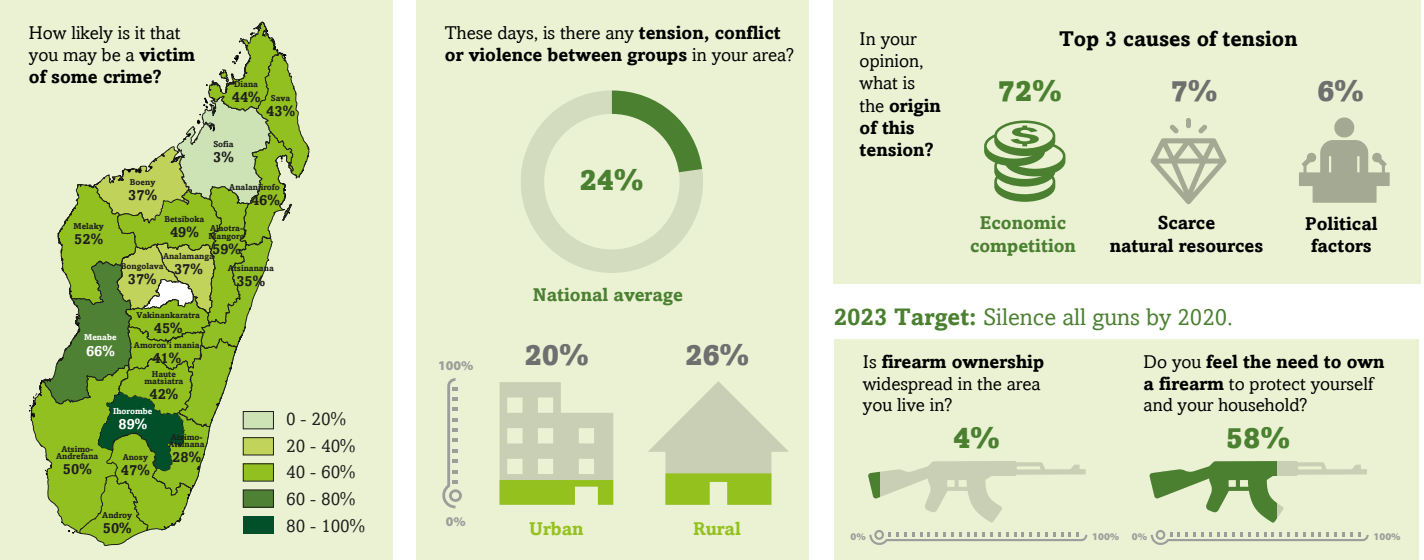 How likely is it that
you may be a victim
of some crime?
Diana
44%
Sava
43%
Sofia
3%
Boeny
37%
Analanjirofo
46%
Betsiboka
49%
Melaky
52%
Alaotra-
Mangoro
59%
Analamanga
37%
Bongolava
37%
Atsinanana
35%
Vakinankaratra
45%
Menabe
66%
Amoron'i mania
41%
Haute
matsiatra
42%
Ihorombe
89%
Atsimo-
Atsinana
28%
Atsimo-
Andrefana
50%
Anosy
47%
Androy
50%
0 - 20%
20 - 40%
40 - 60%
60 - 80%
80 - 100%
These days, is there any tension, conflict
or violence between groups in your area?
24%
National average
20%
26%
100%
0%
Urban
Rural
In your
opinion,
what is
the origin
of this
tension?
Top 3 causes of tension
72%
7%
6%
$
Economic
competition
Scarce
natural resources
Political
factors
2023 Target: Silence all guns by 2020.
Is firearm ownership
widespread in the area
you live in?
4%
0%
100%
Do you feel the need to own
a firearm to protect yourself
and your household?
58%
0%
100%